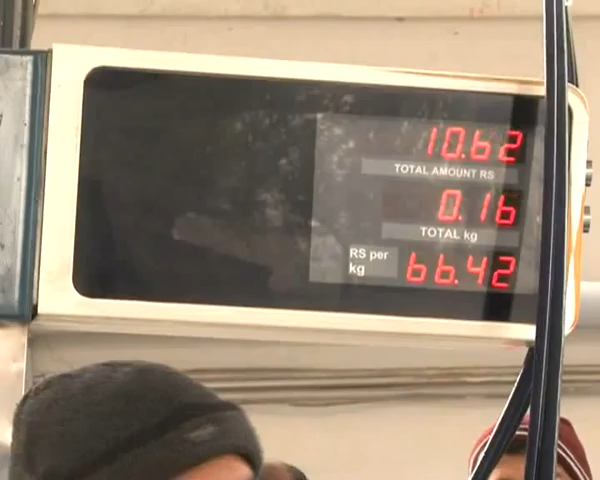 10.62
TOTAL AMOUNT RS
0.16
TOTAL kg
RS per
kg
66.42